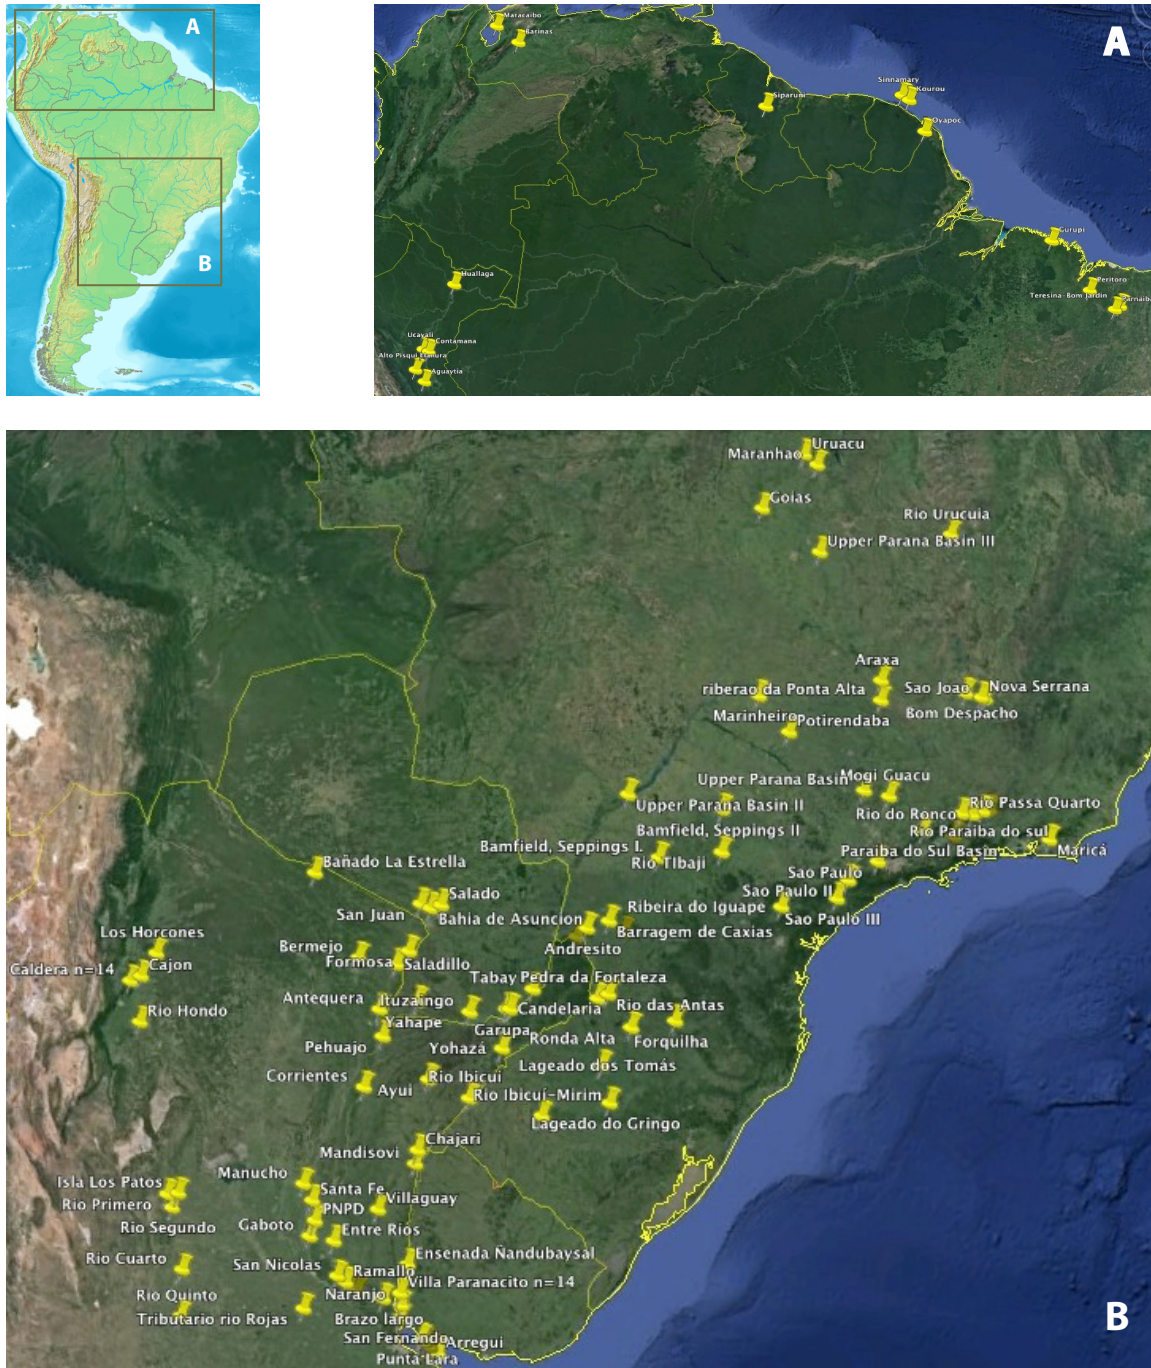 A
B
A
Maracaibo
Barinas
Siparuni
Sinnamary
Kourou
Oyapoc
Gurupi
Peritoro
Teresina-Bom Jardin
Parnaiba
Huallaga
Ucayali
Contamana
Alto Pisqui
Aguaytia
Uruacu
Maranhao
Goias
Rio Urucuia
Upper Parana Basin III
Araxa
riberao da Ponta Alta
Sao Joao
Nova Serrana
Marinheiro
Potirendaba
Bom Despacho
Upper Parana Basin
Mogi Guacu
Upper Parana Basin II
Rio do Ronco
Rio Passa Quarto
Bamfield, Seppings II
Rio Paraiba do sul
Bamfield, Seppings I.
Rio TIbaji
Paraiba do Sul Basin
Maricá
Bañado La Estrella
Sao Paulo
Salado
Sao Paulo II
San Juan
Bahia de Asuncion
Ribeira do Iguape
Sao Paulo III
Los Horcones
Barragem de Caxias
Bermejo
Andresito
Formosa
Saladillo
Caldera n=14
Cajon
Tabay
Pedra da Fortaleza
Antequera
Ituzaingo
Candelaria
Rio das Antas
Rio Hondo
Yahape
Garupa
Ronda Alta
Forquilha
Pehuajo
Yohazá
Lageado dos Tomás
Corrientes
Ayui
Rio Ibicui
Rio Ibicuí-Mirim
Lageado do Gringo
Chajari
Mandisovi
Manucho
Isla Los Patos
Santa Fe
Villaguay
Rio Primero
PNPD
Rio Segundo
Gaboto
Entre Rios
Rio Cuarto
San Nicolas
Ensenada Ñandubaysal
Ramallo
Villa Paranacito n=14
Rio Quinto
Naranjo
Tributario rio Rojas
Brazo largo
San Fernando
Arregui
Punta Lara
B